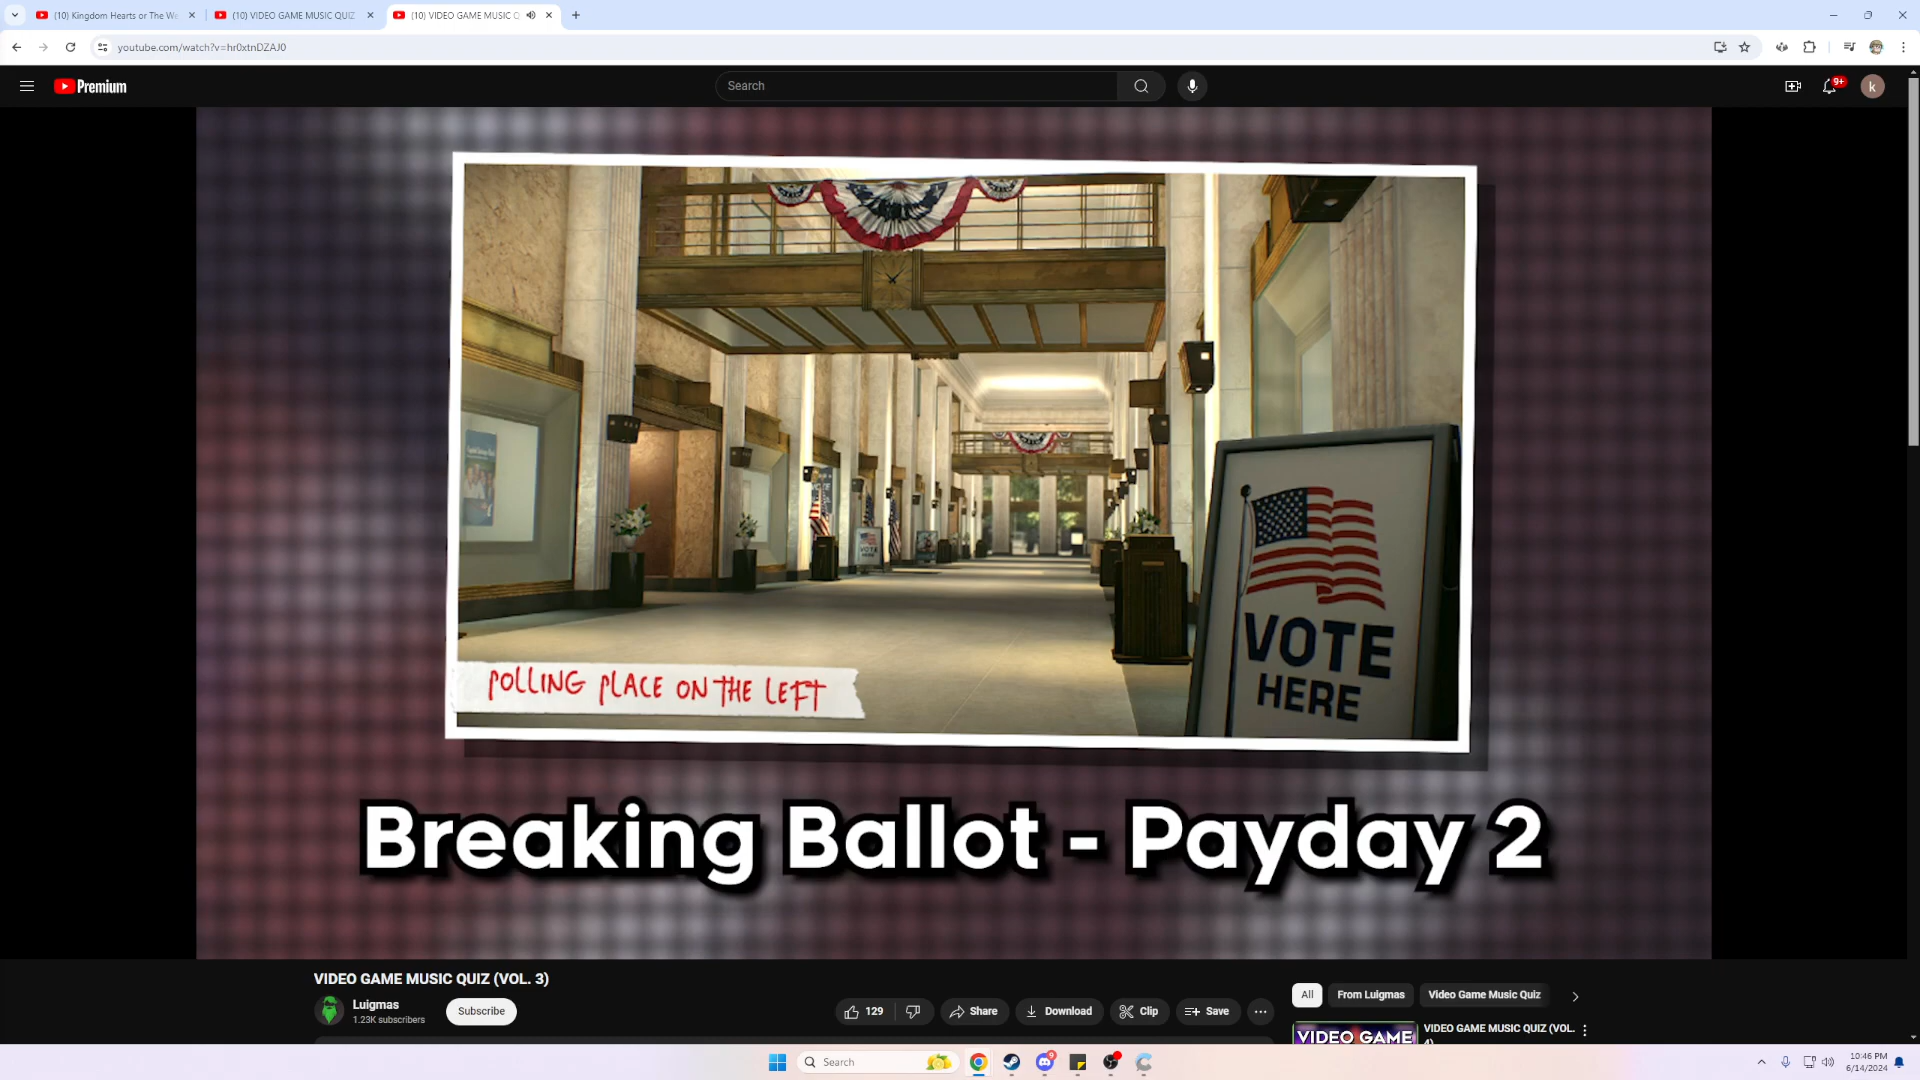 (10) Kingdom Hearts or The We
(10) VIDEO GAME MUSIC QUIZ
(10) VIDEO GAME MUSIC Q
youtube.com/watch?v=hr0xtnDZAJ0
Premium
Search
9+
k
VOTE
HERE
VOTE
HERE
POLLING PLACE ON THE LEFT
Breaking Ballot - Payday 2
VIDEO GAME MUSIC QUIZ (VOL. 3)
Luigmas
1.23K subscribers
Subscribe
129
Share
Download
Clip
Save
All
From Luigmas
Video Game Music Quiz
VIDEO GAME
VIDEO GAME MUSIC QUIZ (VOL.
Search
9
10:46 PM
6/14/2024